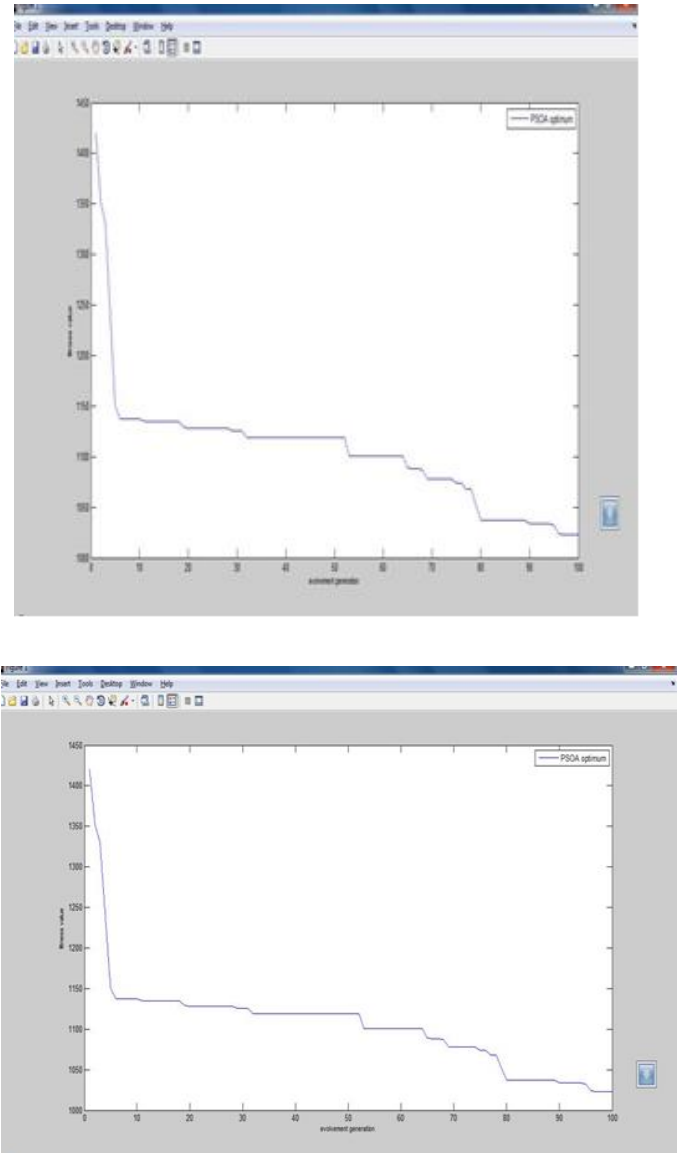 File Edit View Insert Tools Desktop Window Help
1450
PSOA optimum
1400
1350
1300
1250
fitness value
1200
1150
1100
1050
1000
0 10 20 30 40 50 60 70 80 90 100
evolvement generation
Figure 1
File Edit View Insert Tools Desktop Window Help
1450
PSOA optimum
1400
1350
1300
1250
fitness value
1200
1150
1100
1050
1000
0 10 20 30 40 50 60 70 80 90 100
evolvement generation